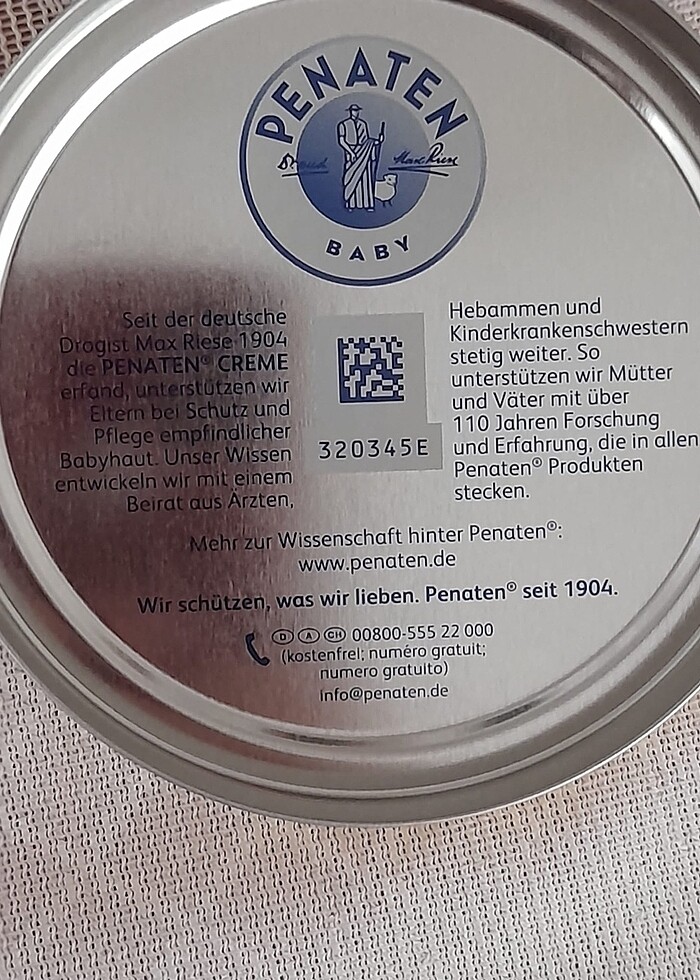 PENATEN
Max Riese
BABY
Seit der deutsche
Drogist Max Riese 1904
die PENATEN® CREME
erfand, unterstützen wir
Eltern bei Schutz und
Pflege empfindlicher
Babyhaut. Unser Wissen
entwickeln wir mit einem
Beirat aus Ärzten,
320345E
Hebammen und
Kinderkrankenschwestern
stetig weiter. So
unterstützen wir Mütter
und Väter mit über
110 Jahren Forschung
und Erfahrung, die in allen
Penaten® Produkten
stecken.
Mehr zur Wissenschaft hinter Penaten®:
www.penaten.de
Wir schützen, was wir lieben. Penaten® seit 1904.
D A CH 00800-555 22 000
(kostenfrei; numéro gratuit;
numero gratuito)
info@penaten.de